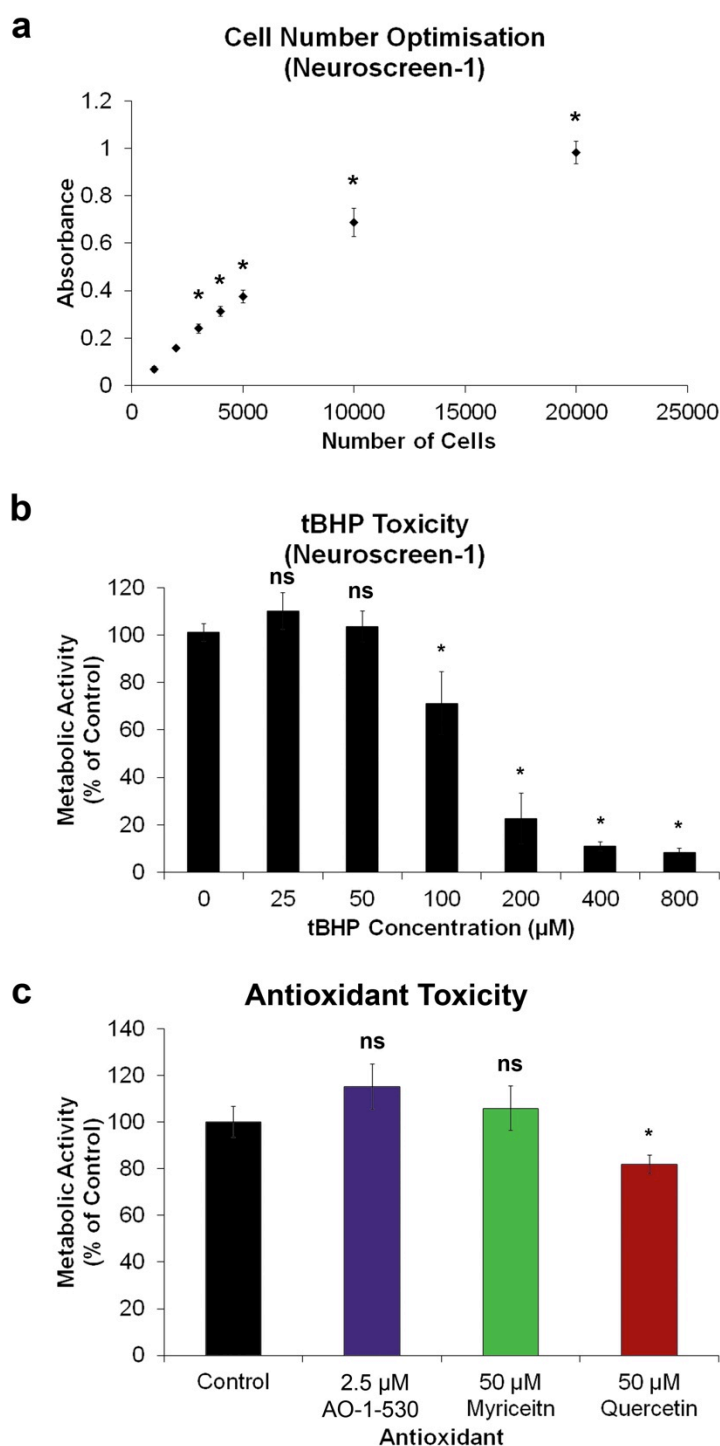 a
Cell Number Optimisation
(Neuroscreen-1)
1.2
1
0.8
0.6
0.4
0.2
0
Absorbance
* * * * *
0 5000 10000 15000 20000 25000
Number of Cells
b
tBHP Toxicity
(Neuroscreen-1)
120
100
80
60
40
20
0
Metabolic Activity
(% of Control)
ns ns * * * *
0 25 50 100 200 400 800
tBHP Concentration (µM)
c
Antioxidant Toxicity
140
120
100
80
60
40
20
0
Metabolic Activity
(% of Control)
ns ns *
Control 2.5 µM 50 µM 50 µM
AO-1-530 Myriceitn Quercetin
Antioxidant